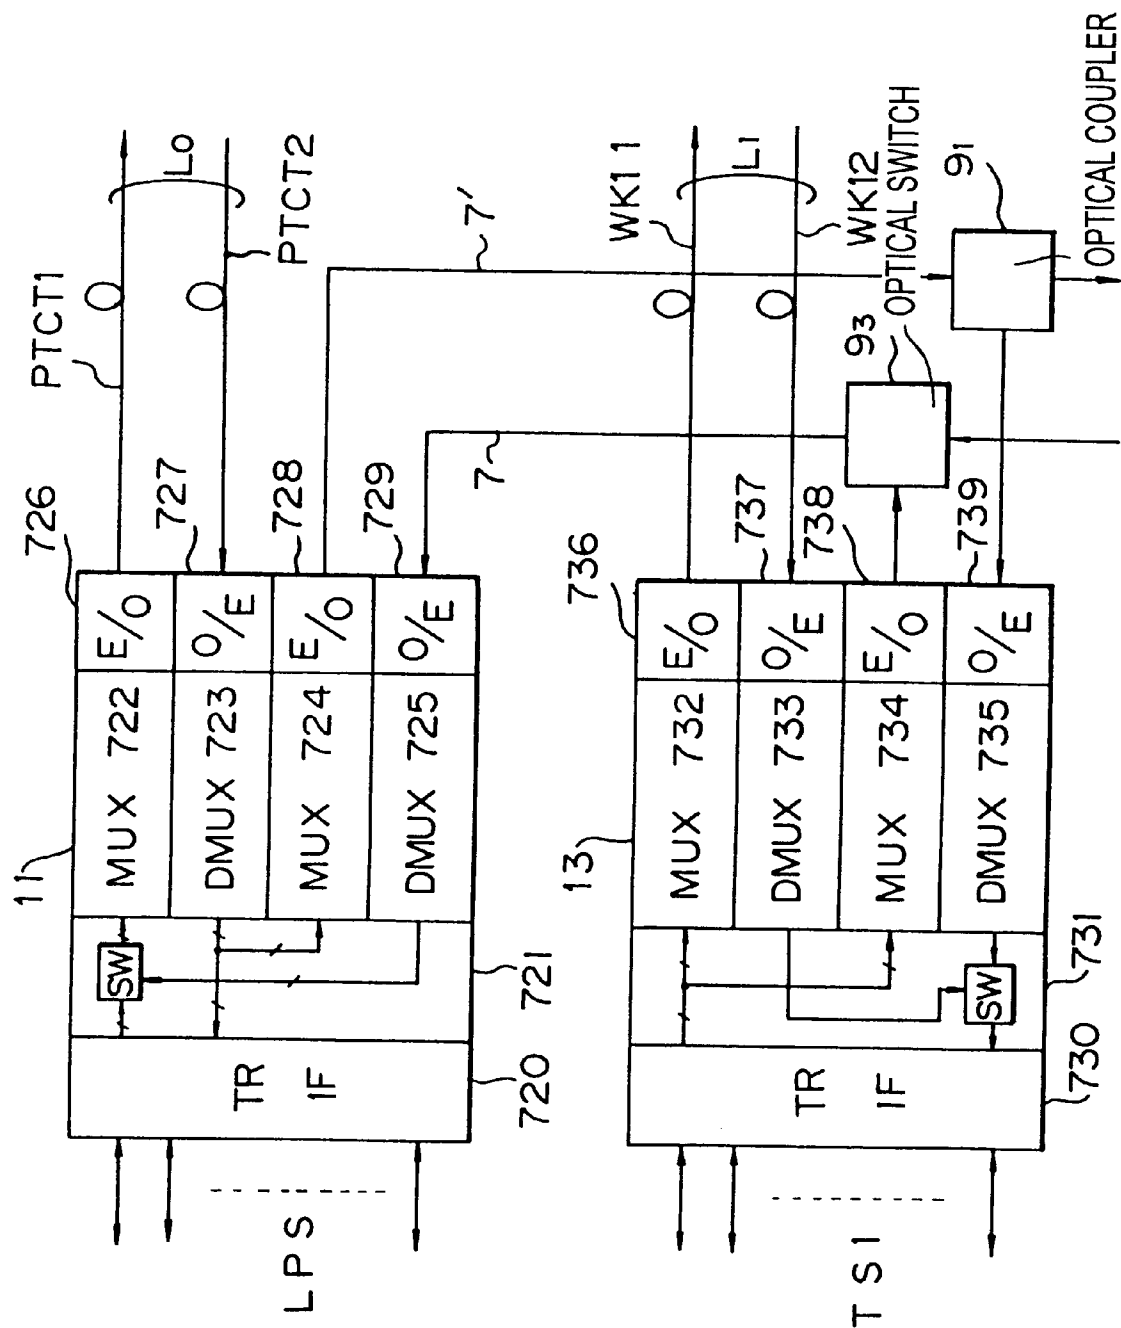 PTCT1
L0
PTCT2
7'
726
727
728
729
11
MUX 722
E/O
DMUX 723
O/E
MUX 724
E/O
DMUX 725
O/E
SW
721
TR
IF
720
LPS
7
WK11
L1
WK12
OPTICAL SWITCH
93
91
OPTICAL COUPLER
736
737
738
739
13
MUX 732
E/O
DMUX 733
O/E
MUX 734
E/O
DMUX 735
O/E
SW
731
TR
IF
730
TS1